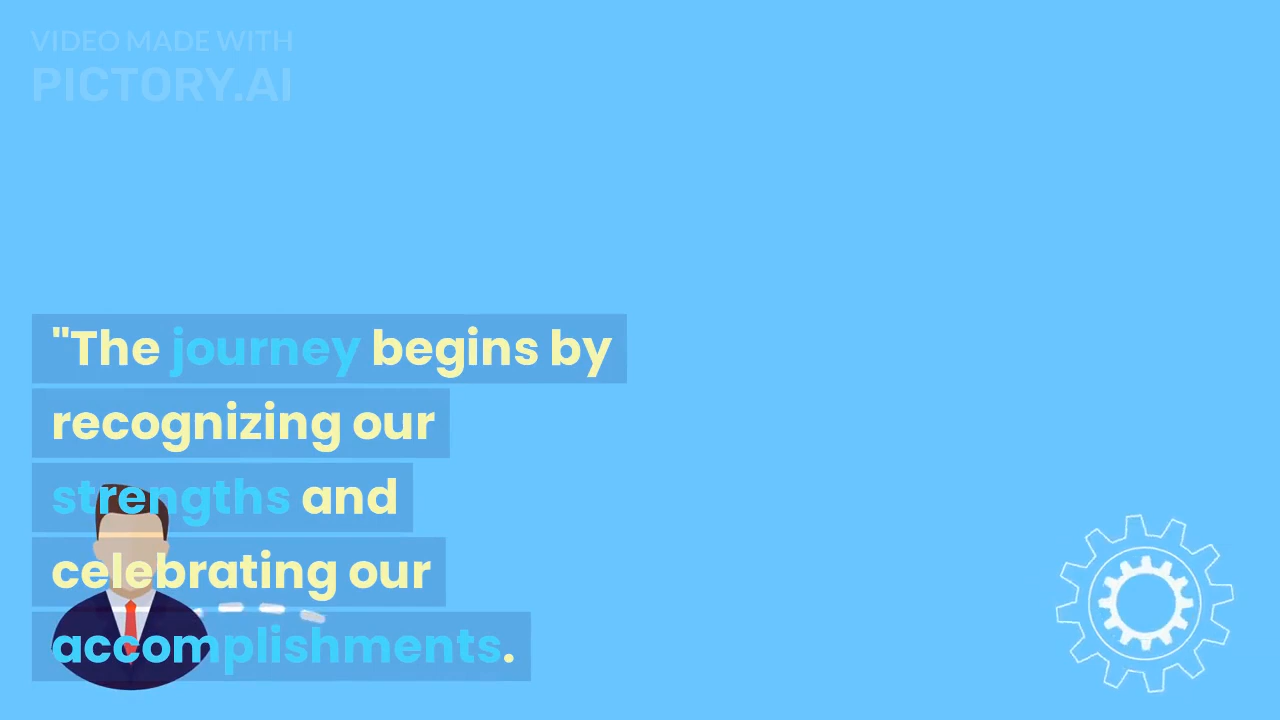 VIDEO MADE WITH
PICTORY.AI
"The journey begins by
recognizing our
strengths and
celebrating our
accomplishments.